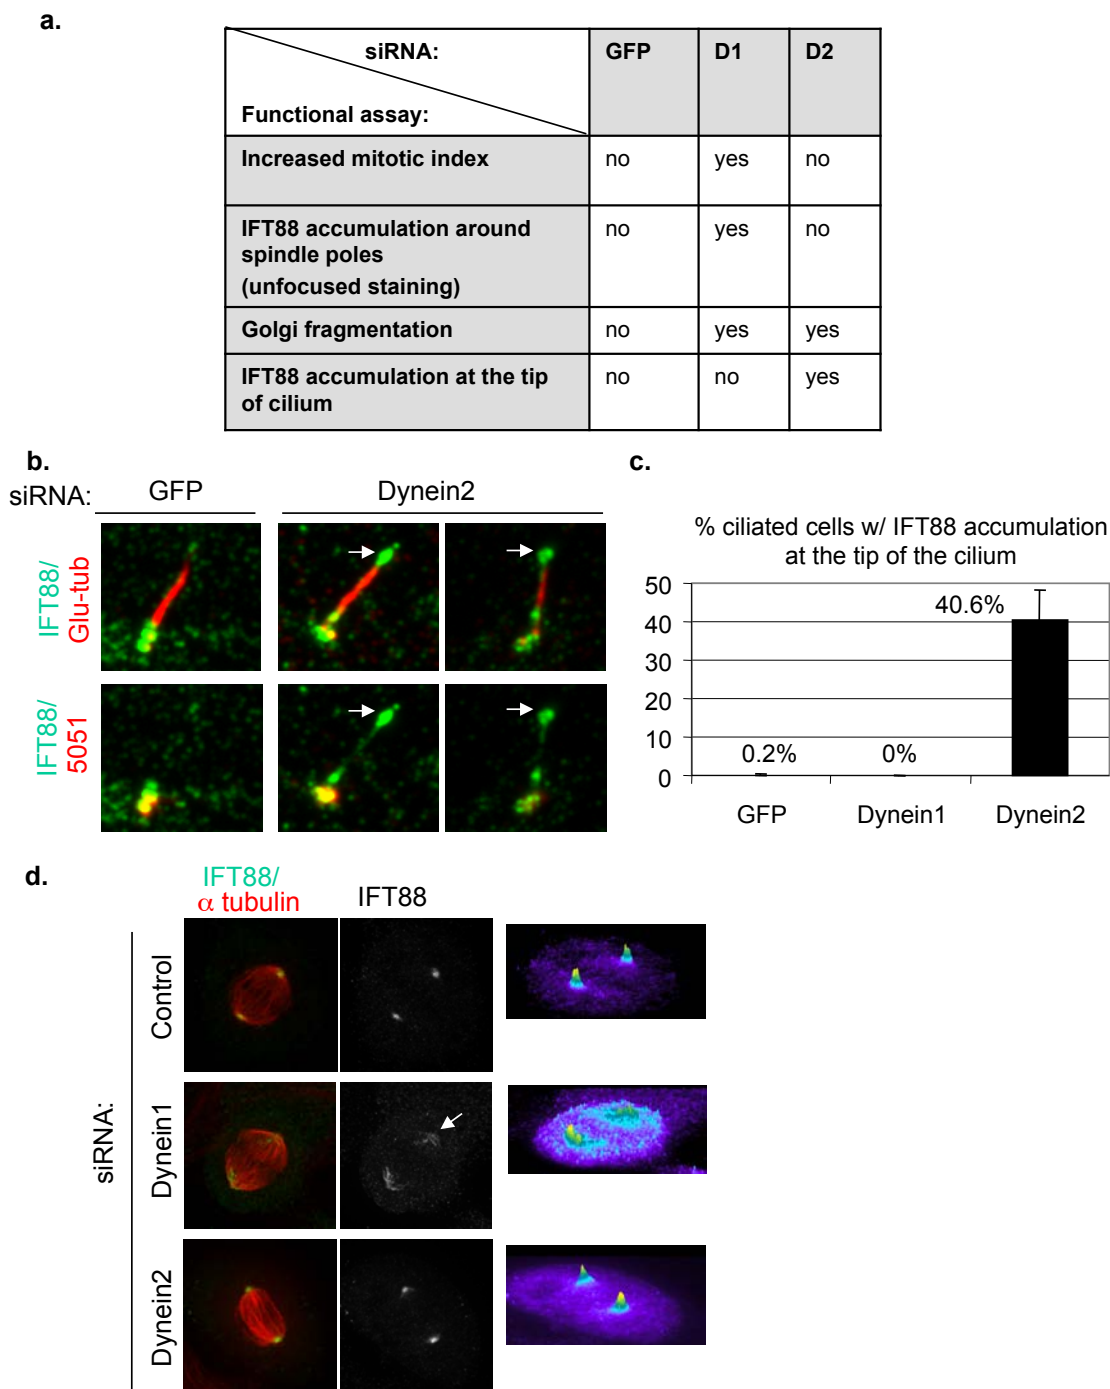 a.
siRNA:
Functional assay:
GFP
D1
D2
Increased mitotic index
no
yes
no
IFT88 accumulation around
spindle poles
(unfocused staining)
no
yes
no
Golgi fragmentation
no
yes
yes
IFT88 accumulation at the tip
of cilium
no
no
yes
b.
siRNA:
GFP
Dynein2
IFT88/
Glu-tub
IFT88/
5051
c.
% ciliated cells w/ IFT88 accumulation
at the tip of the cilium
50
40
30
20
10
0
0.2%
0%
40.6%
GFP
Dynein1
Dynein2
d.
IFT88/
α tubulin
IFT88
siRNA:
Control
Dynein1
Dynein2